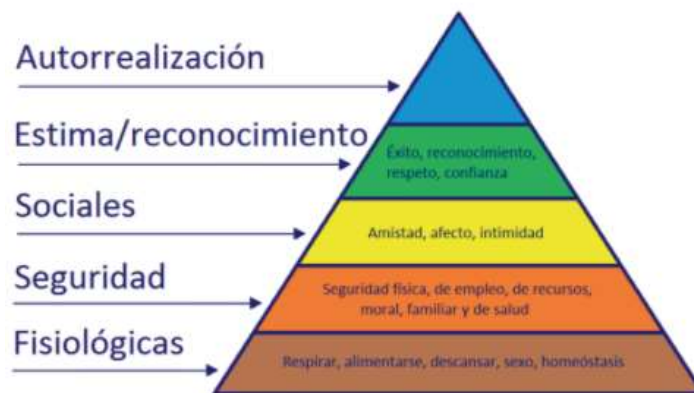 Autorrealización
Estima/reconocimiento
Éxito, reconocimiento,
respeto, confianza
Sociales
Amistad, afecto, intimidad
Seguridad
Seguridad física, de empleo, de recursos,
moral, familiar y de salud
Fisiológicas
Respirar, alimentarse, descansar, sexo, homeóstasis